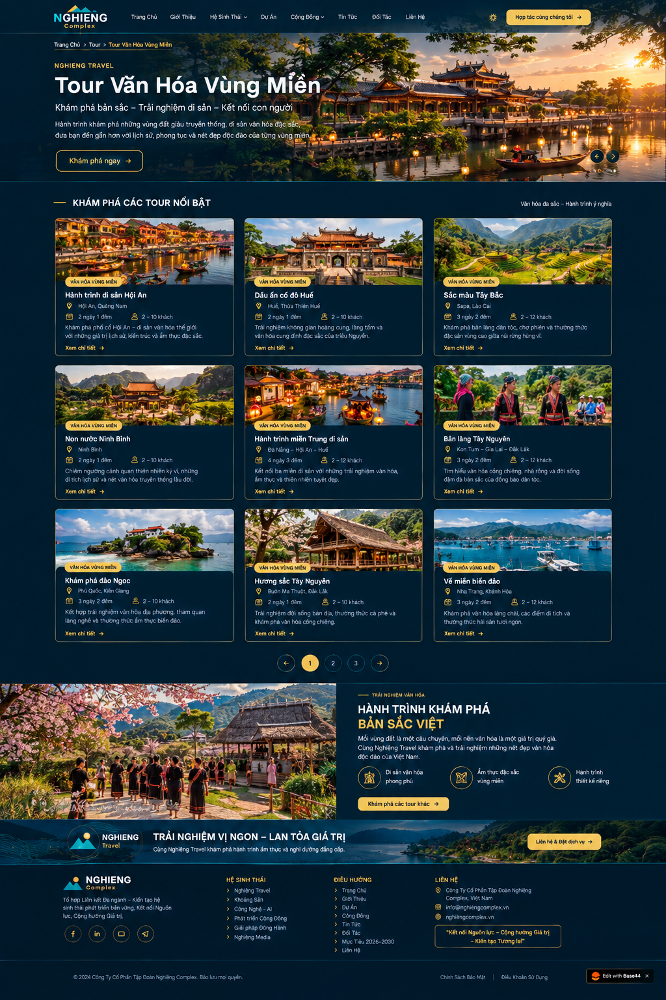 NGHIENG
Complex
Trang Chủ
Giới Thiệu
Hệ Sinh Thái
Dự Án
Cộng Đồng
Tin Tức
Đối Tác
Liên Hệ
Hợp tác cùng chúng tôi →
Trang Chủ > Tour > Tour Văn Hóa Vùng Miền
NGHIENG TRAVEL
Tour Văn Hóa Vùng Miền
Khám phá bản sắc – Trải nghiệm di sản – Kết nối con người
Hành trình khám phá những vùng đất giàu truyền thống, di sản văn hóa đặc sắc,
đưa bạn đến gần hơn với lịch sử, phong tục và nét đẹp độc đáo của từng vùng miền.
Khám phá ngay →
KHÁM PHÁ CÁC TOUR NỔI BẬT
Văn hóa đa sắc – Hành trình ý nghĩa
VĂN HÓA VÙNG MIỀN
Hành trình di sản Hội An
Hội An, Quảng Nam
2 ngày 1 đêm
2 – 10 khách
Khám phá phố cổ Hội An – di sản văn hóa thế giới
với những giá trị lịch sử, kiến trúc và ẩm thực đặc sắc.
Xem chi tiết →
VĂN HÓA VÙNG MIỀN
Dấu ấn cố đô Huế
Huế, Thừa Thiên Huế
2 ngày 1 đêm
2 – 10 khách
Trải nghiệm không gian hoàng cung, lăng tẩm và
văn hóa cung đình đặc sắc của triều Nguyễn.
Xem chi tiết →
VĂN HÓA VÙNG MIỀN
Sắc màu Tây Bắc
Sapa, Lào Cai
3 ngày 2 đêm
2 – 12 khách
Khám phá bản làng dân tộc, chợ phiên và thưởng thức
đặc sản vùng cao giữa núi rừng hùng vĩ.
Xem chi tiết →
VĂN HÓA VÙNG MIỀN
Non nước Ninh Bình
Ninh Bình
2 ngày 1 đêm
2 – 10 khách
Chiêm ngưỡng cảnh quan thiên nhiên kỳ vĩ, những
di tích lịch sử và nét văn hóa truyền thống lâu đời.
Xem chi tiết →
VĂN HÓA VÙNG MIỀN
Hành trình miền Trung di sản
Đà Nẵng – Hội An – Huế
4 ngày 3 đêm
2 – 12 khách
Kết nối ba miền di sản với những trải nghiệm văn hóa,
ẩm thực và thiên nhiên tuyệt đẹp.
Xem chi tiết →
VĂN HÓA VÙNG MIỀN
Bản làng Tây Nguyên
Kon Tum – Gia Lai – Đắk Lắk
3 ngày 2 đêm
2 – 12 khách
Tìm hiểu văn hóa cồng chiêng, nhà rông và đời sống
đậm đà bản sắc của đồng bào dân tộc.
Xem chi tiết →
VĂN HÓA VÙNG MIỀN
Khám phá đảo Ngọc
Phú Quốc, Kiên Giang
3 ngày 2 đêm
2 – 10 khách
Kết hợp trải nghiệm văn hóa địa phương, tham quan
làng nghề và thưởng thức ẩm thực biển đảo.
Xem chi tiết →
VĂN HÓA VÙNG MIỀN
Hương sắc Tây Nguyên
Buôn Ma Thuột, Đắk Lắk
2 ngày 1 đêm
2 – 10 khách
Trải nghiệm đời sống bản địa, thưởng thức cà phê và
khám phá văn hóa cồng chiêng.
Xem chi tiết →
VĂN HÓA VÙNG MIỀN
Về miền biển đảo
Nha Trang, Khánh Hòa
3 ngày 2 đêm
2 – 12 khách
Khám phá văn hóa làng chài, các điểm di tích và
thưởng thức hải sản tươi ngon.
Xem chi tiết →
← 1 2 3 →
TRẢI NGHIỆM VĂN HÓA
HÀNH TRÌNH KHÁM PHÁ
BẢN SẮC VIỆT
Mỗi vùng đất là một câu chuyện, mỗi nền văn hóa là một giá trị quý giá.
Cùng Nghiêng Travel khám phá và trải nghiệm những nét đẹp văn hóa
độc đáo của Việt Nam.
Di sản văn hóa
phong phú
Ẩm thực đặc sắc
vùng miền
Hành trình
thiết kế riêng
Khám phá các tour khác →
NGHIENG
Travel
TRẢI NGHIỆM VỊ NGON – LAN TỎA GIÁ TRỊ
Cùng Nghiêng Travel khám phá hành trình ẩm thực và nghỉ dưỡng đẳng cấp.
Liên hệ & Đặt dịch vụ →
NGHIENG
Complex
Tổ hợp Liên kết Đa ngành – Kiến tạo hệ
sinh thái phát triển bền vững, Kết nối Nguồn
lực, Cộng hưởng Giá trị.
HỆ SINH THÁI
Nghiêng Travel
Khoáng Sản
Công Nghệ – AI
Phát triển Cộng Đồng
Giải pháp Đồng Hành
Nghiêng Media
ĐIỀU HƯỚNG
Trang Chủ
Giới Thiệu
Dự Án
Cộng Đồng
Tin Tức
Đối Tác
Mục Tiêu 2026–2030
Liên Hệ
LIÊN HỆ
Công Ty Cổ Phần Tập Đoàn Nghiêng
Complex, Việt Nam
info@nghiengcomplex.vn
nghiengcomplex.vn
"Kết nối Nguồn lực – Cộng hưởng Giá trị
– Kiến tạo Tương lai"
© 2024 Công Ty Cổ Phần Tập Đoàn Nghiêng Complex. Bảo lưu mọi quyền.
Chính Sách Bảo Mật | Điều Khoản Sử Dụng
Edit with Base44 ×